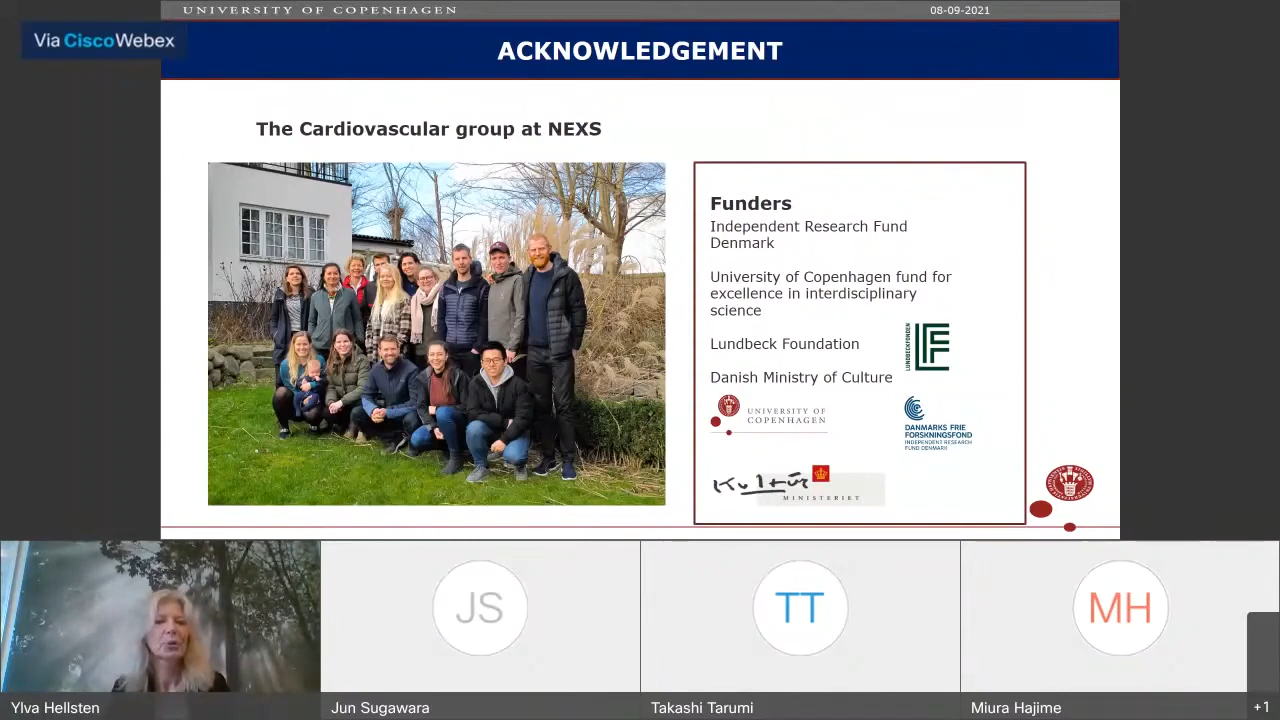 UNIVERSITY OF COPENHAGEN
08-09-2021
Via CiscoWebex
ACKNOWLEDGEMENT
The Cardiovascular group at NEXS
Funders
Independent Research Fund
Denmark
University of Copenhagen fund for
excellence in interdisciplinary
science
Lundbeck Foundation
LUNDBECKFONDEN
Danish Ministry of Culture
UNIVERSITY OF
COPENHAGEN
DANMARKS FRIE
FORSKNINGSFOND
INDEPENDENT RESEARCH
FUND DENMARK
Kultur
MINISTERIET
JS
TT
MH
Ylva Hellsten
Jun Sugawara
Takashi Tarumi
Miura Hajime
+1